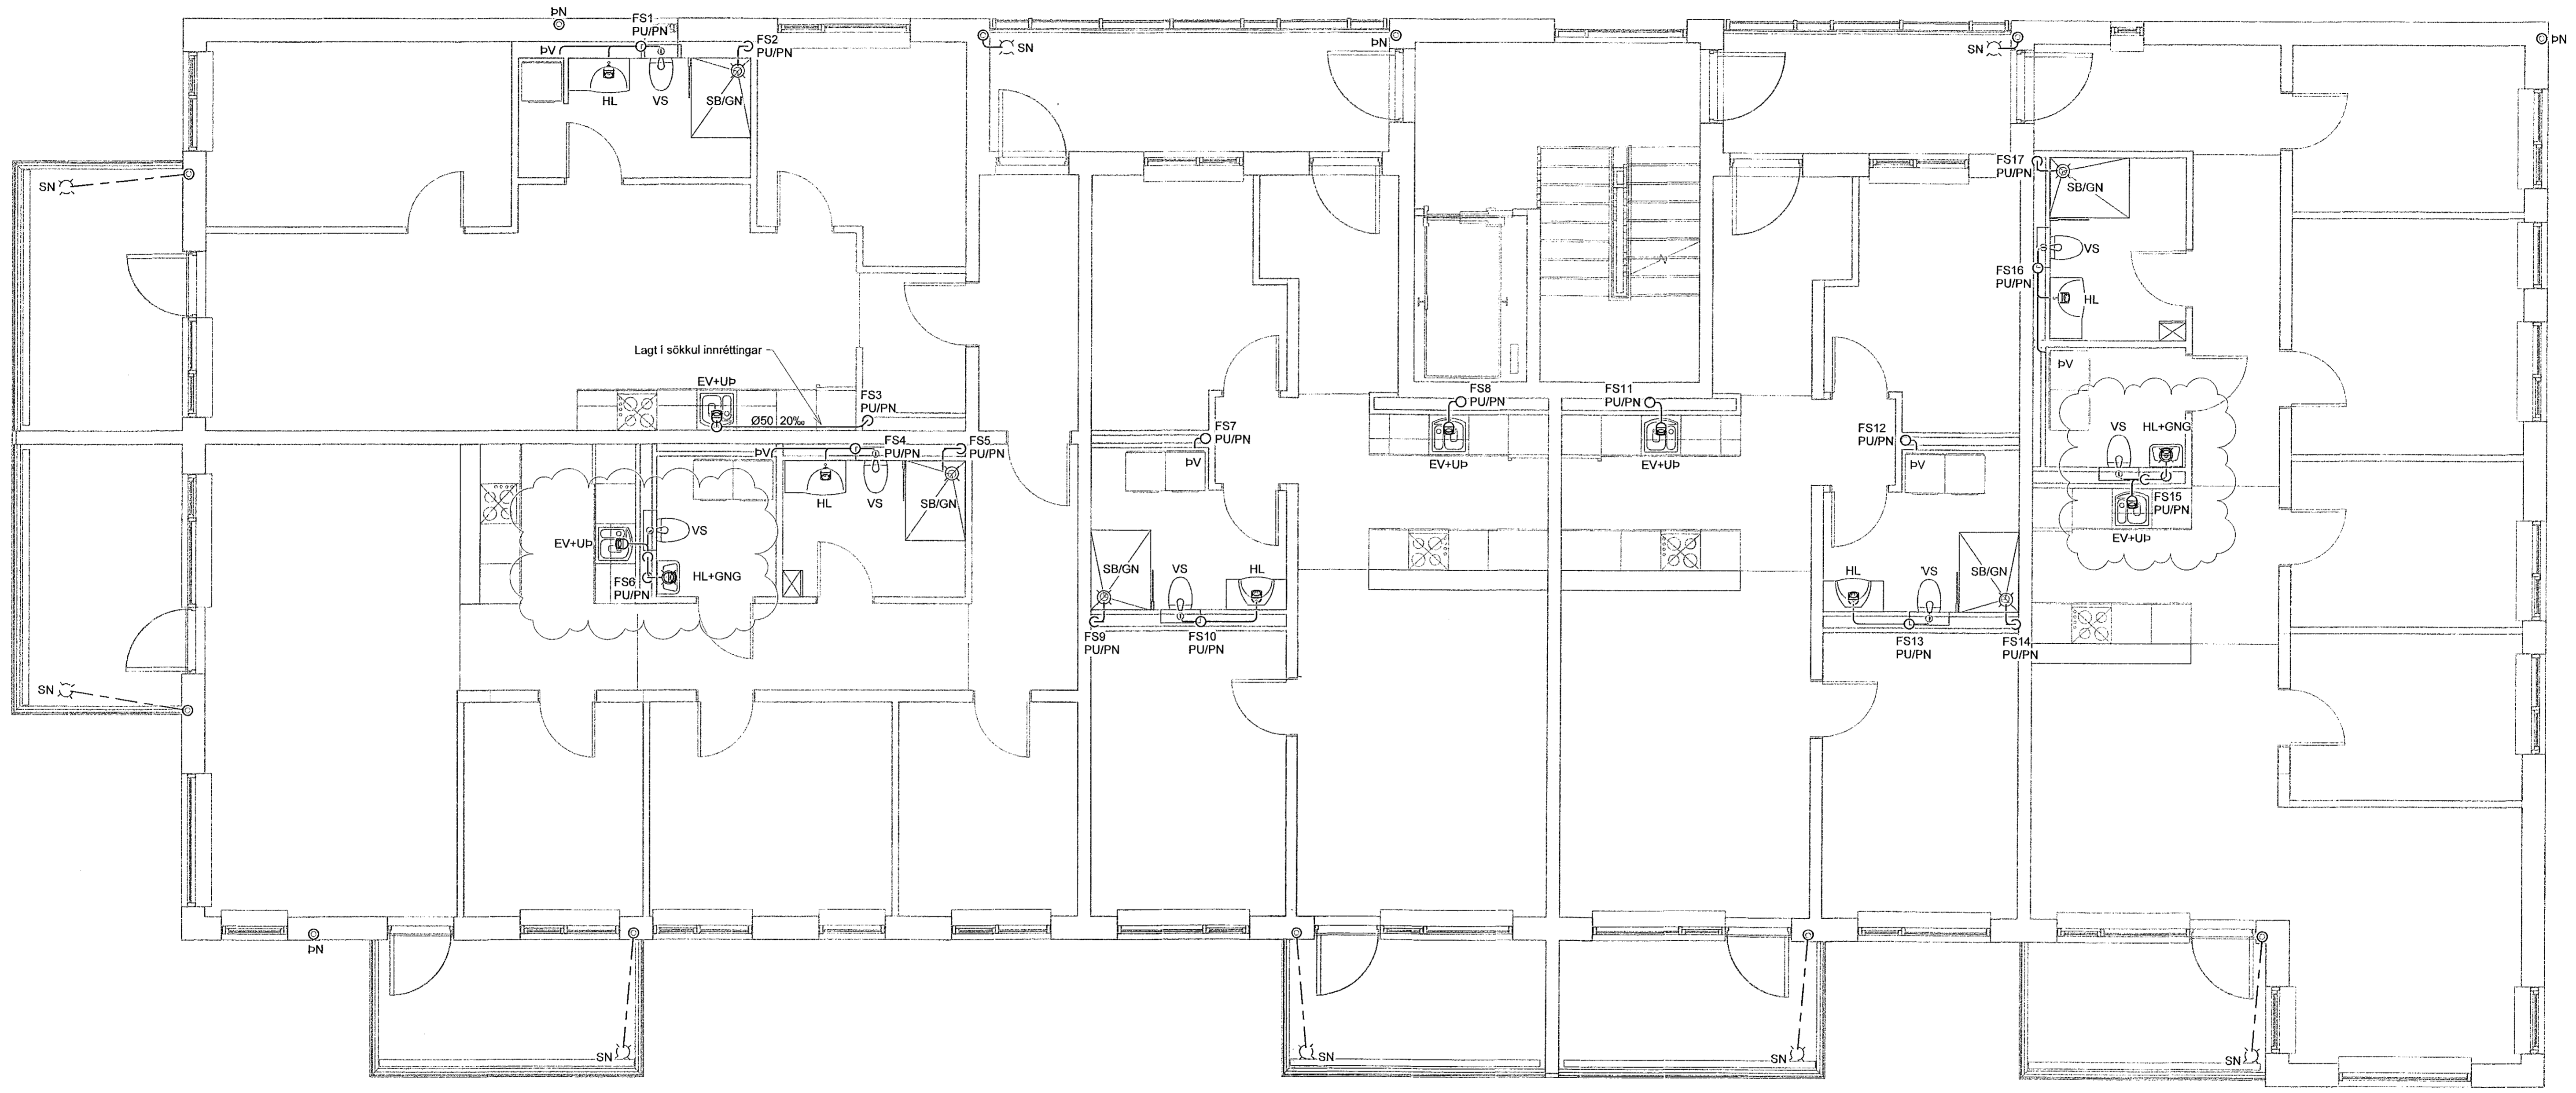 ÞN
FS1
PU/PN
ÞV
HL
VS
FS2
PU/PN
SB/GN
SN
ÞN
SN
ÞN
SN
FS17
PU/PN
SB/GN
VS
FS16
PU/PN
HL
ÞV
Lagt í sökkul innréttingar
EV+UÞ
Ø50 20‰
FS3
PU/PN
FS8
PU/PN
EV+UÞ
FS11
PU/PN
EV+UÞ
FS7
PU/PN
ÞV
FS12
PU/PN
ÞV
VS
HL+GNG
FS15
PU/PN
EV+UÞ
ÞV
FS4
PU/PN
FS5
PU/PN
HL
VS
SB/GN
EV+UÞ
VS
FS6
PU/PN
HL+GNG
SB/GN
VS
HL
FS9
PU/PN
FS10
PU/PN
HL
VS
SB/GN
FS13
PU/PN
FS14
PU/PN
SN
ÞN
SN
SN
SN
SN